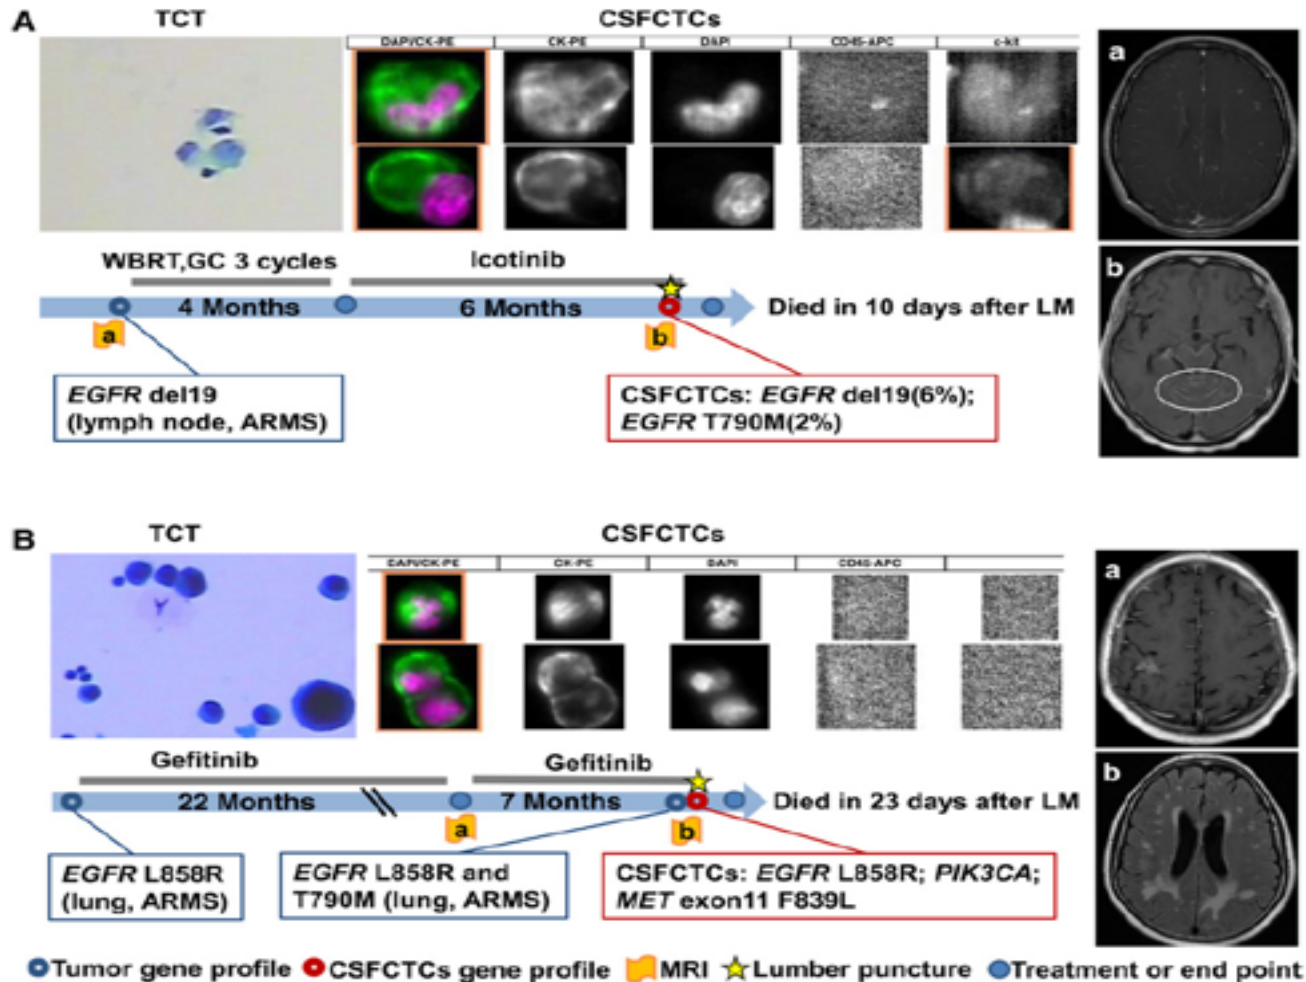 A
TCT
CSFCTCs
DAPI/CK-PE CK-PE DAPI CD45-APC c-kit
a
b
WBRT,GC 3 cycles
Icotinib
4 Months
6 Months
Died in 10 days after LM
a
b
EGFR del19
(lymph node, ARMS)
CSFCTCs: EGFR del19(6%);
EGFR T790M(2%)
B
TCT
CSFCTCs
DAPI/CK-PE CK-PE DAPI CD45-APC
a
b
Gefitinib
Gefitinib
22 Months
7 Months
Died in 23 days after LM
a
b
EGFR L858R
(lung, ARMS)
EGFR L858R and
T790M (lung, ARMS)
CSFCTCs: EGFR L858R; PIK3CA;
MET exon11 F839L
Tumor gene profile CSFCTCs gene profile MRI Lumber puncture Treatment or end point